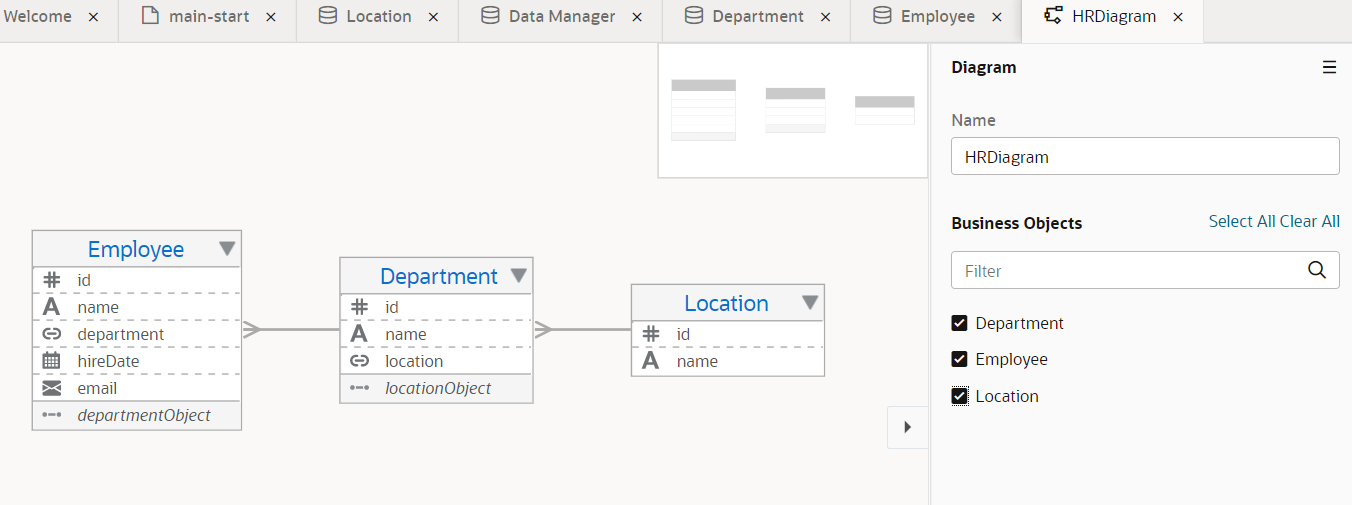 Welcome × main-start × Location × Data Manager × Department × Employee × HRDiagram ×
Diagram
Name
HRDiagram
Business Objects Select All Clear All
Filter
Department
Employee
Location
Employee
id
name
department
hireDate
email
departmentObject
Department
id
name
location
locationObject
Location
id
name